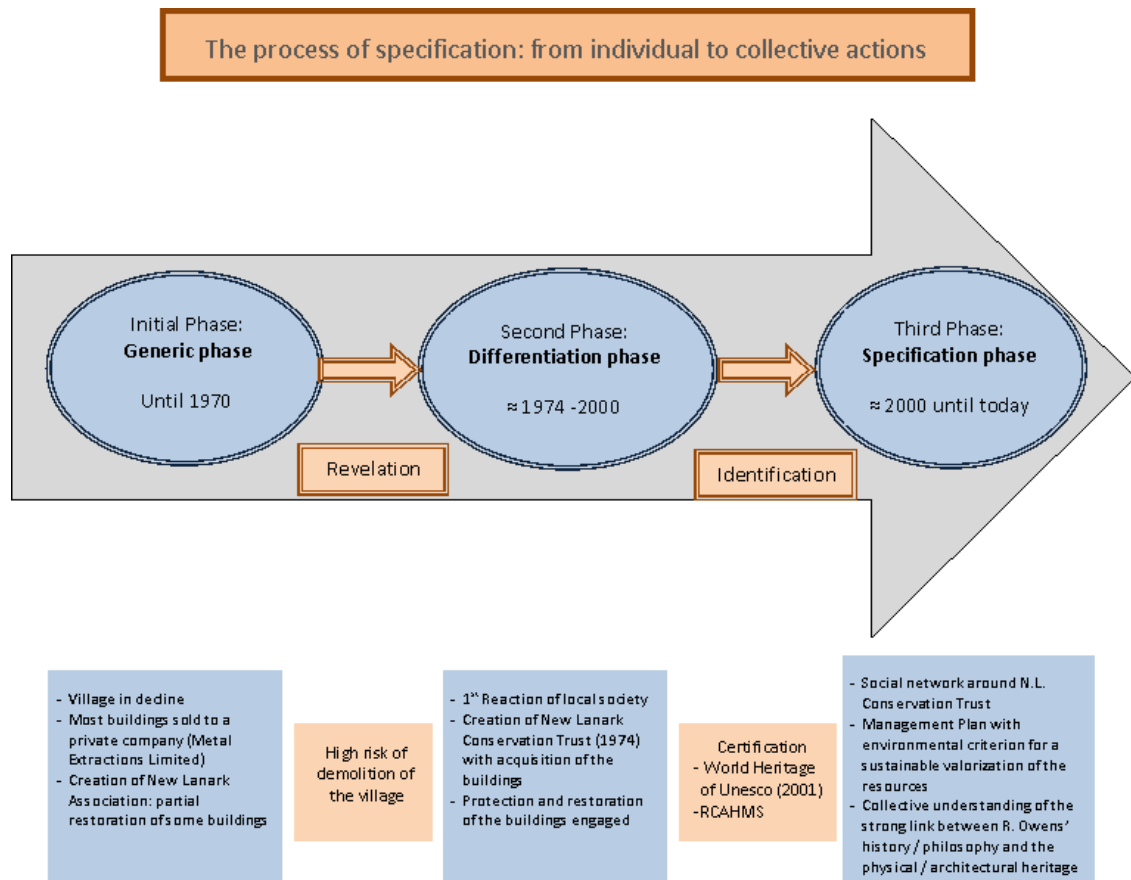 The process of specification: from individual to collective actions
Initial Phase:
Generic phase
Until 1970
Second Phase:
Differentiation phase
≈ 1974 -2000
Third Phase:
Specification phase
≈ 2000 until today
Revelation
Identification
- Village in decline
- Most buildings sold to a
private company (Metal
Extractions Limited)
- Creation of New Lanark
Association: partial
restoration of some buildings
High risk of
demolition of
the village
- 1st Reaction of local society
- Creation of New Lanark
Conservation Trust (1974)
with acquisition of the
buildings
- Protection and restoration
of the buildings engaged
Certification
- World Heritage
of Unesco (2001)
-RCAHMS
- Social network around N.L.
Conservation Trust
- Management Plan with
environmental criterion for a
sustainable valorization of the
resources
- Collective understanding of the
strong link between R. Owens'
history / philosophy and the
physical / architectural heritage